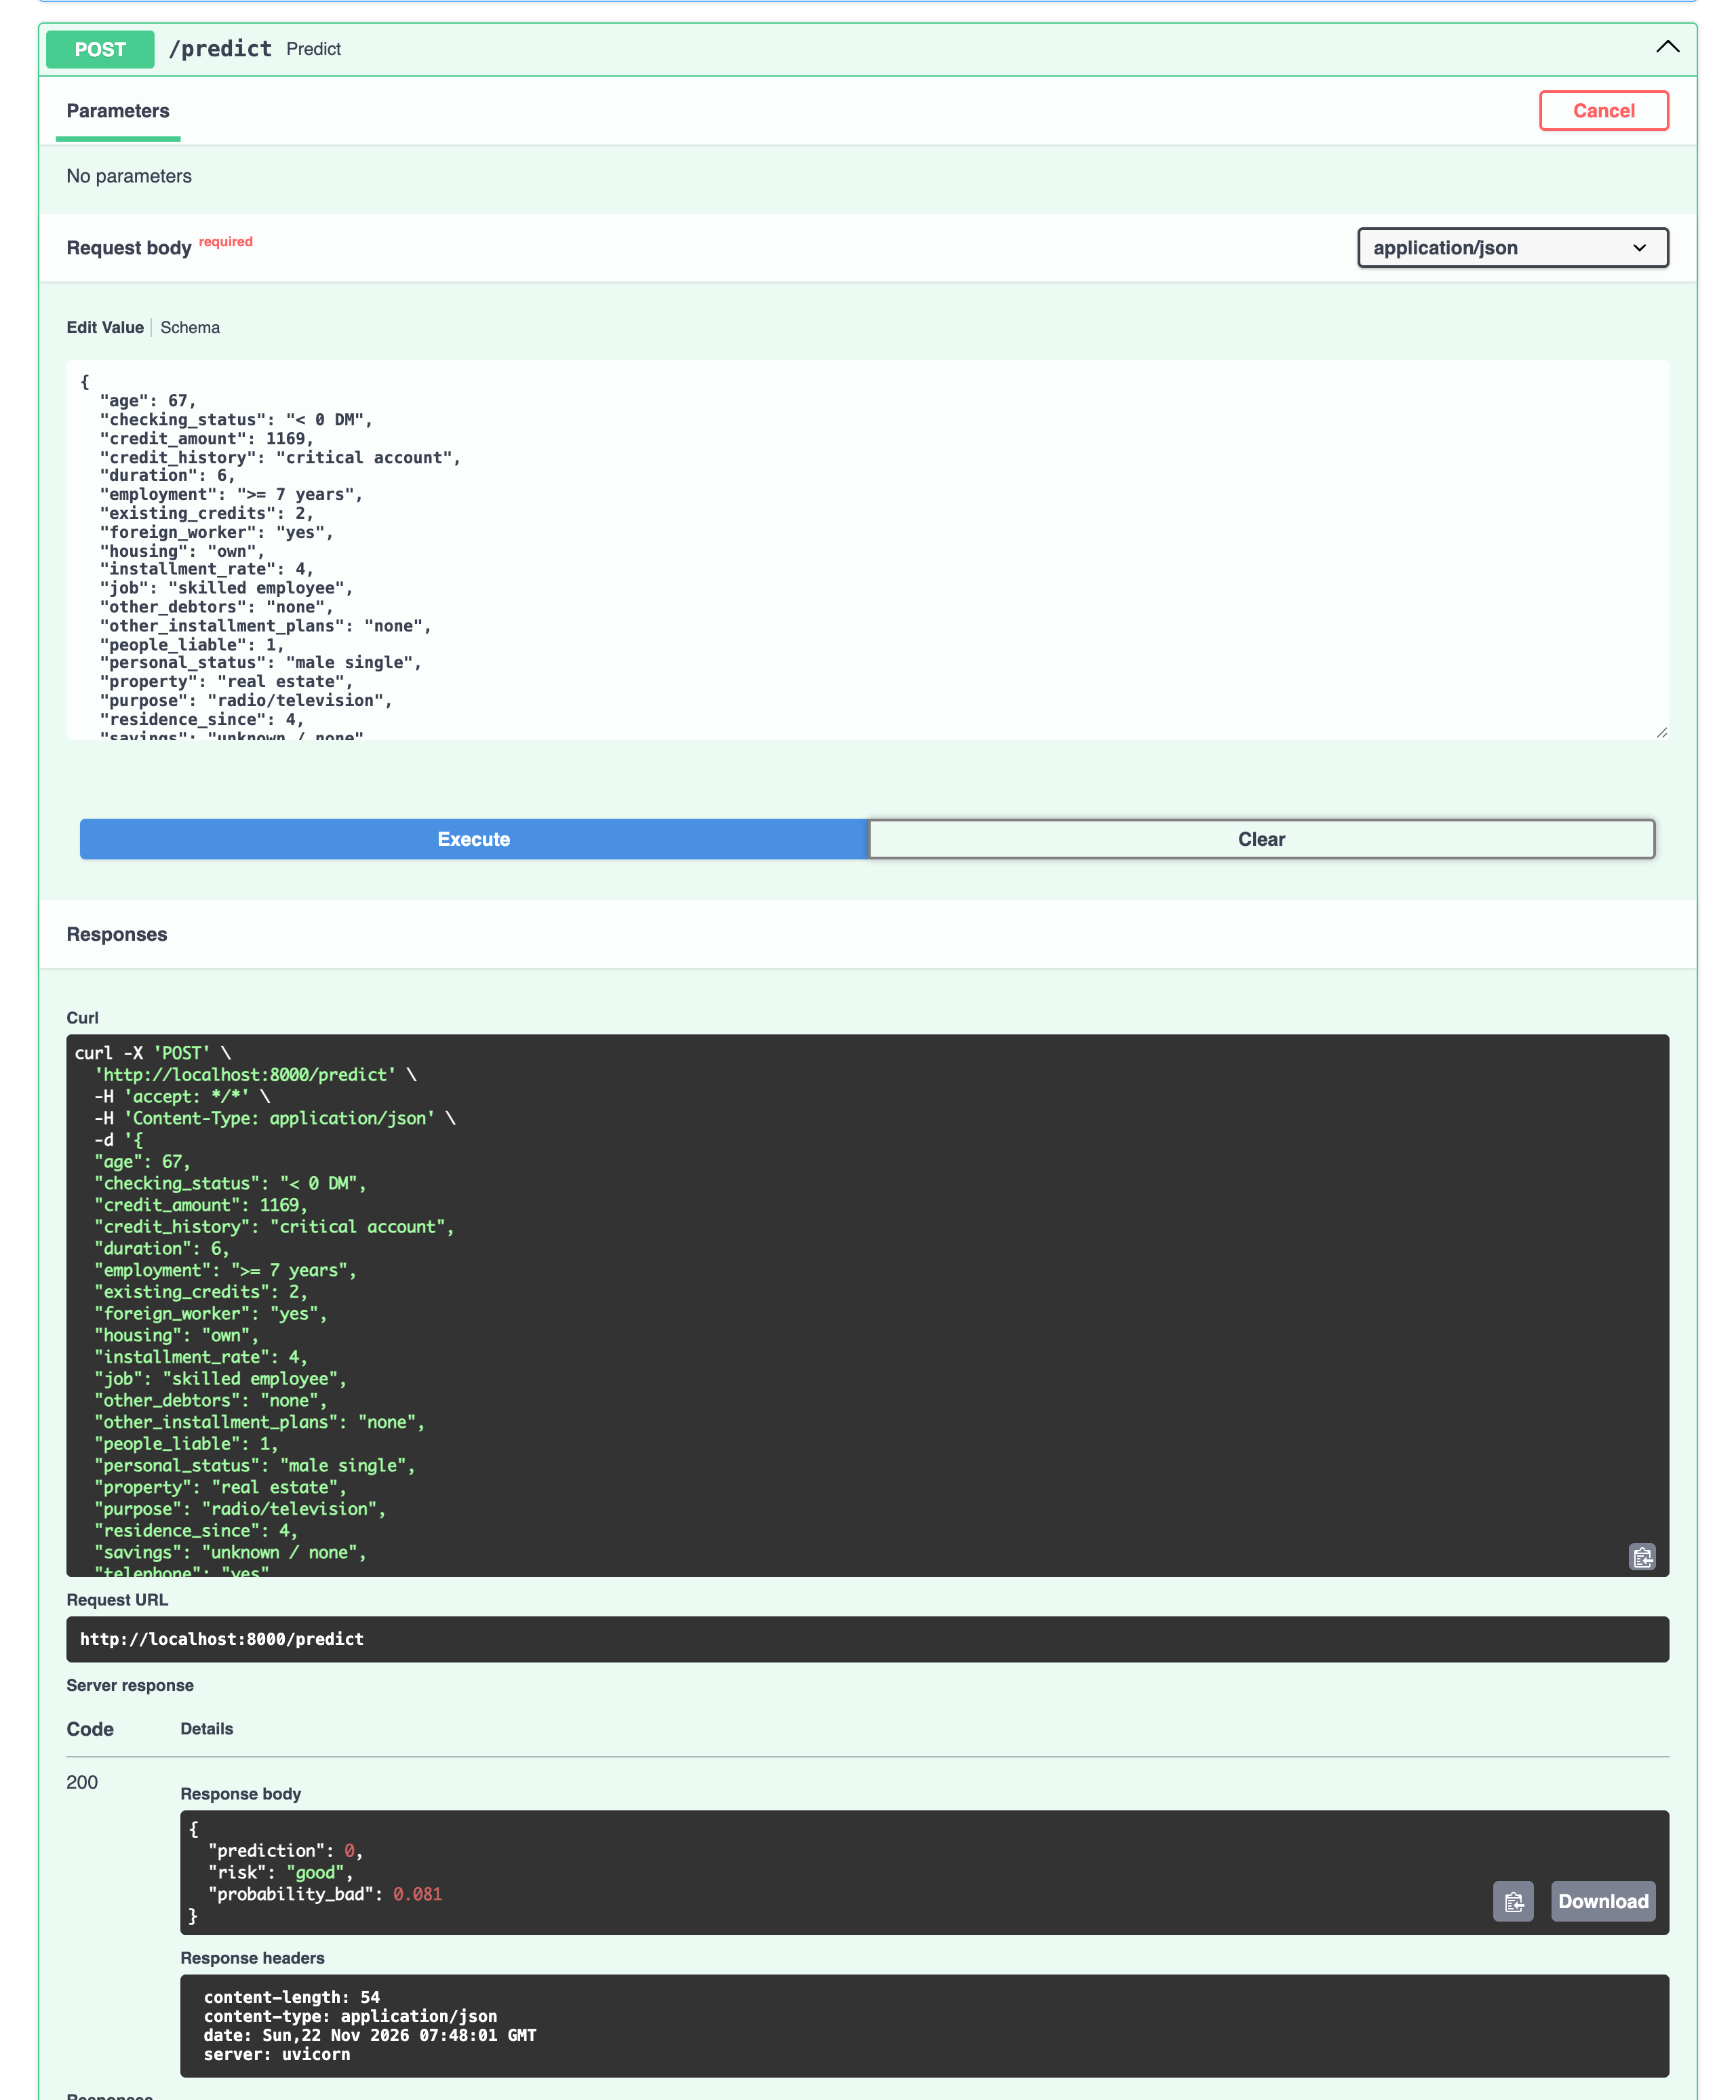 POST /predict Predict
Parameters
Cancel
No parameters
Request body required
application/json
Edit Value | Schema
{
  "age": 67,
  "checking_status": "< 0 DM",
  "credit_amount": 1169,
  "credit_history": "critical account",
  "duration": 6,
  "employment": ">= 7 years",
  "existing_credits": 2,
  "foreign_worker": "yes",
  "housing": "own",
  "installment_rate": 4,
  "job": "skilled employee",
  "other_debtors": "none",
  "other_installment_plans": "none",
  "people_liable": 1,
  "personal_status": "male single",
  "property": "real estate",
  "purpose": "radio/television",
  "residence_since": 4,
  "savings": "unknown / none"
Execute
Clear
Responses
Curl
curl -X 'POST' \
  'http://localhost:8000/predict' \
  -H 'accept: */*' \
  -H 'Content-Type: application/json' \
  -d '{
  "age": 67,
  "checking_status": "< 0 DM",
  "credit_amount": 1169,
  "credit_history": "critical account",
  "duration": 6,
  "employment": ">= 7 years",
  "existing_credits": 2,
  "foreign_worker": "yes",
  "housing": "own",
  "installment_rate": 4,
  "job": "skilled employee",
  "other_debtors": "none",
  "other_installment_plans": "none",
  "people_liable": 1,
  "personal_status": "male single",
  "property": "real estate",
  "purpose": "radio/television",
  "residence_since": 4,
  "savings": "unknown / none",
  "telephone": "yes"
Request URL
http://localhost:8000/predict
Server response
Code Details
200
Response body
{
  "prediction": 0,
  "risk": "good",
  "probability_bad": 0.081
}
Download
Response headers
content-length: 54
content-type: application/json
date: Sun,22 Nov 2026 07:48:01 GMT
server: uvicorn
Responses